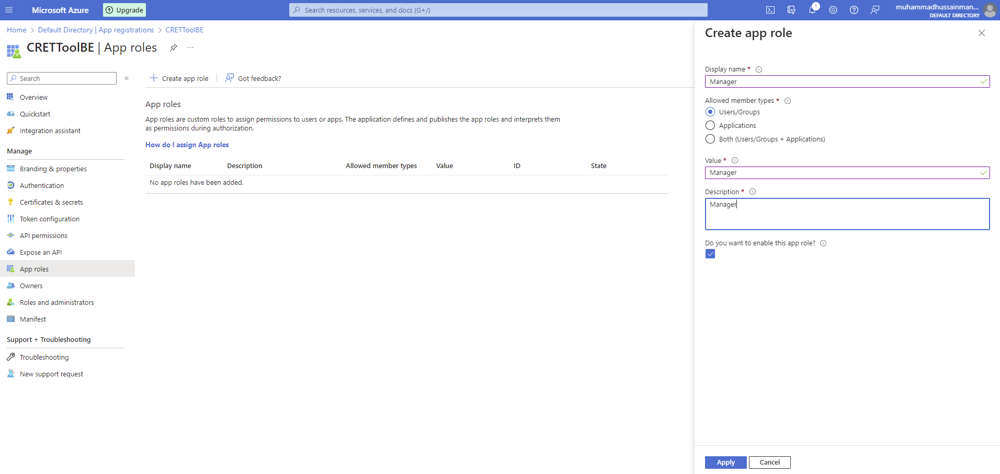 Microsoft Azure
Upgrade
Search resources, services, and docs (G+/)
1
muhammadhussainman...
DEFAULT DIRECTORY
Home > Default Directory | App registrations > CRETToolBE
CRETToolBE | App roles
...
Search
«
Overview
Quickstart
Integration assistant
Manage
Branding & properties
Authentication
Certificates & secrets
Token configuration
API permissions
Expose an API
App roles
Owners
Roles and administrators
Manifest
Support + Troubleshooting
Troubleshooting
New support request
Create app role
Got feedback?
App roles
App roles are custom roles to assign permissions to users or apps. The application defines and publishes the app roles and interprets them
as permissions during authorization.
How do I assign App roles
Display name Description Allowed member types Value ID State
No app roles have been added.
Create app role
Display name *
Manager
Allowed member types *
Users/Groups
Applications
Both (Users/Groups + Applications)
Value *
Manager
Description *
Manager
Do you want to enable this app role?
Apply
Cancel